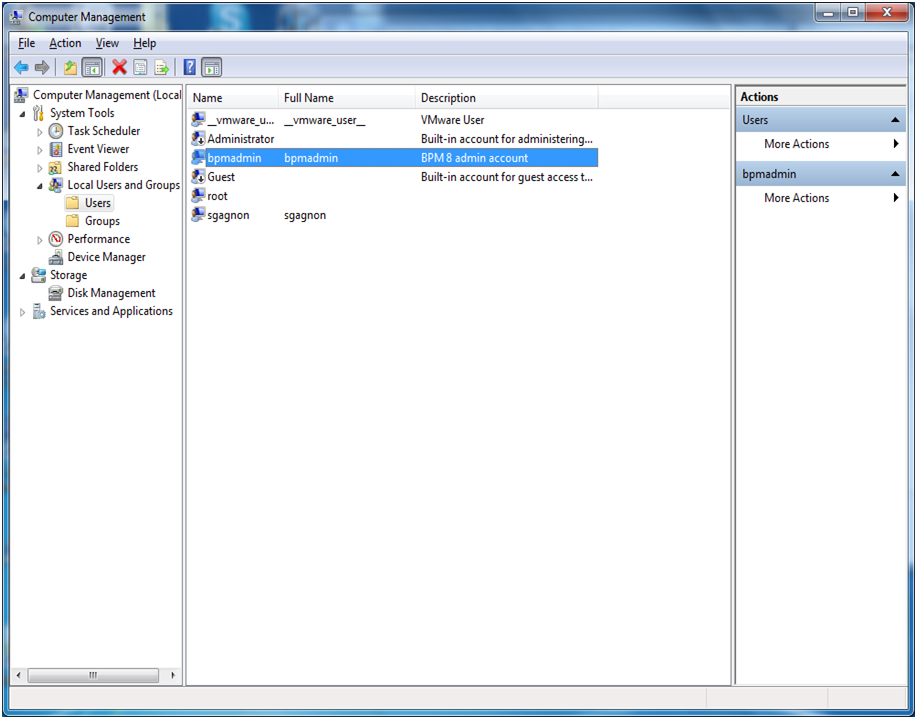 Computer Management
File Action View Help
Computer Management (Local
System Tools
Task Scheduler
Event Viewer
Shared Folders
Local Users and Groups
Users
Groups
Performance
Device Manager
Storage
Disk Management
Services and Applications
Name Full Name Description
__vmware_u... __vmware_user__ VMware User
Administrator Built-in account for administering...
bpmadmin bpmadmin BPM 8 admin account
Guest Built-in account for guest access t...
root
sgagnon sgagnon
Actions
Users
More Actions
bpmadmin
More Actions